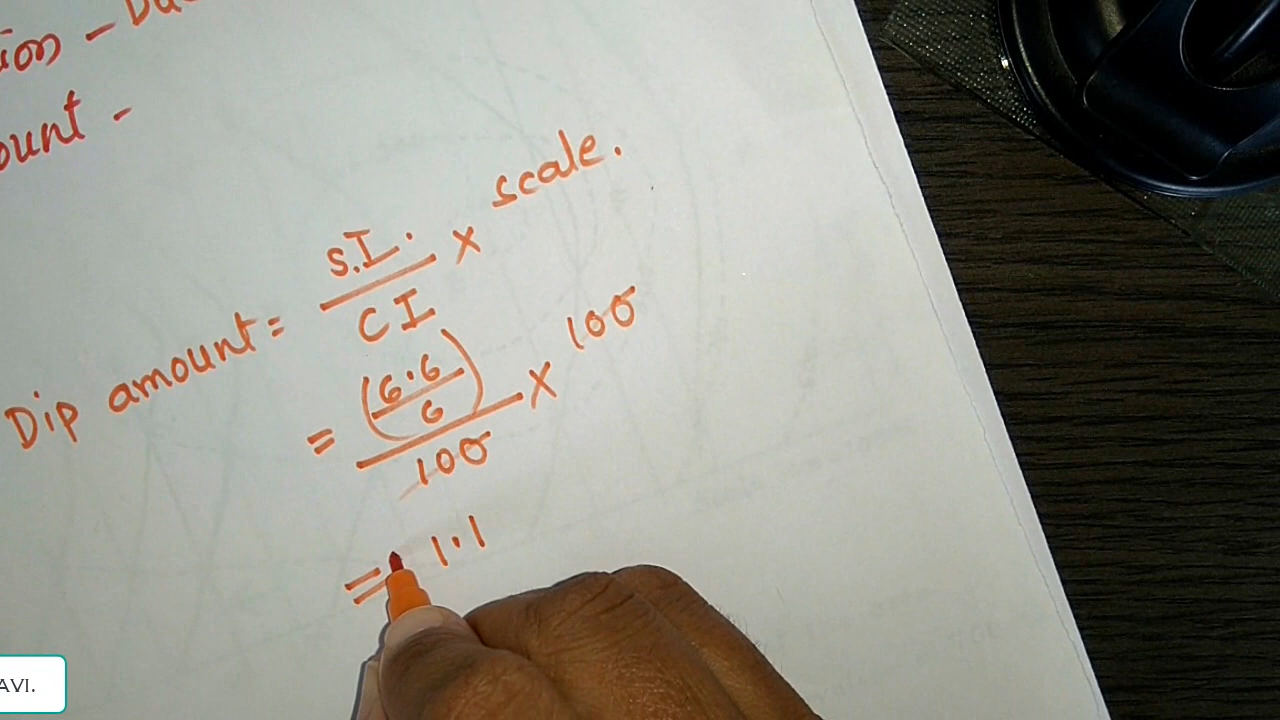 ion -
ount -
Dip amount = S.I. / CI × scale.
= (6.6 / 6) / 100 × 100
= 1.1
AVI.